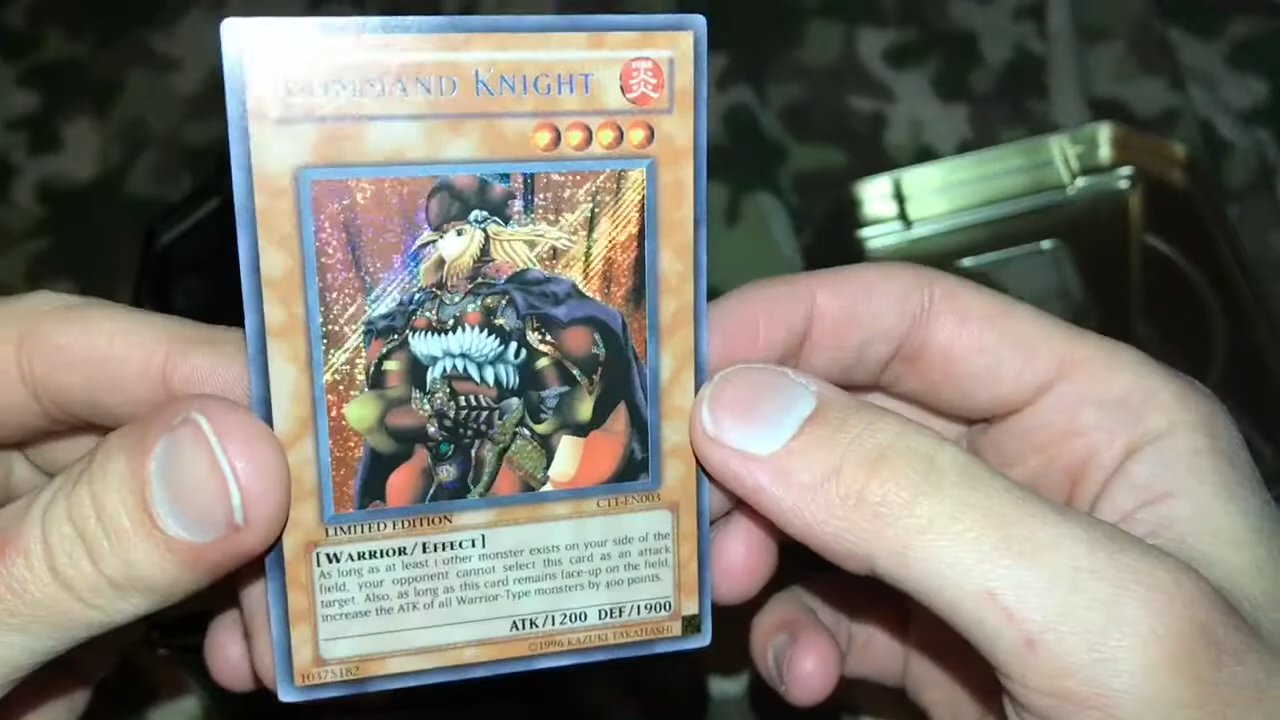 COMMAND KNIGHT
FIRE
炎
CT1-EN003
LIMITED EDITION
[WARRIOR/EFFECT]
As long as at least 1 other monster exists on your side of the
field, your opponent cannot select this card as an attack
target. Also, as long as this card remains face-up on the field,
increase the ATK of all Warrior-Type monsters by 400 points.
ATK/1200 DEF/1900
10375182
©1996 KAZUKI TAKAHASHI